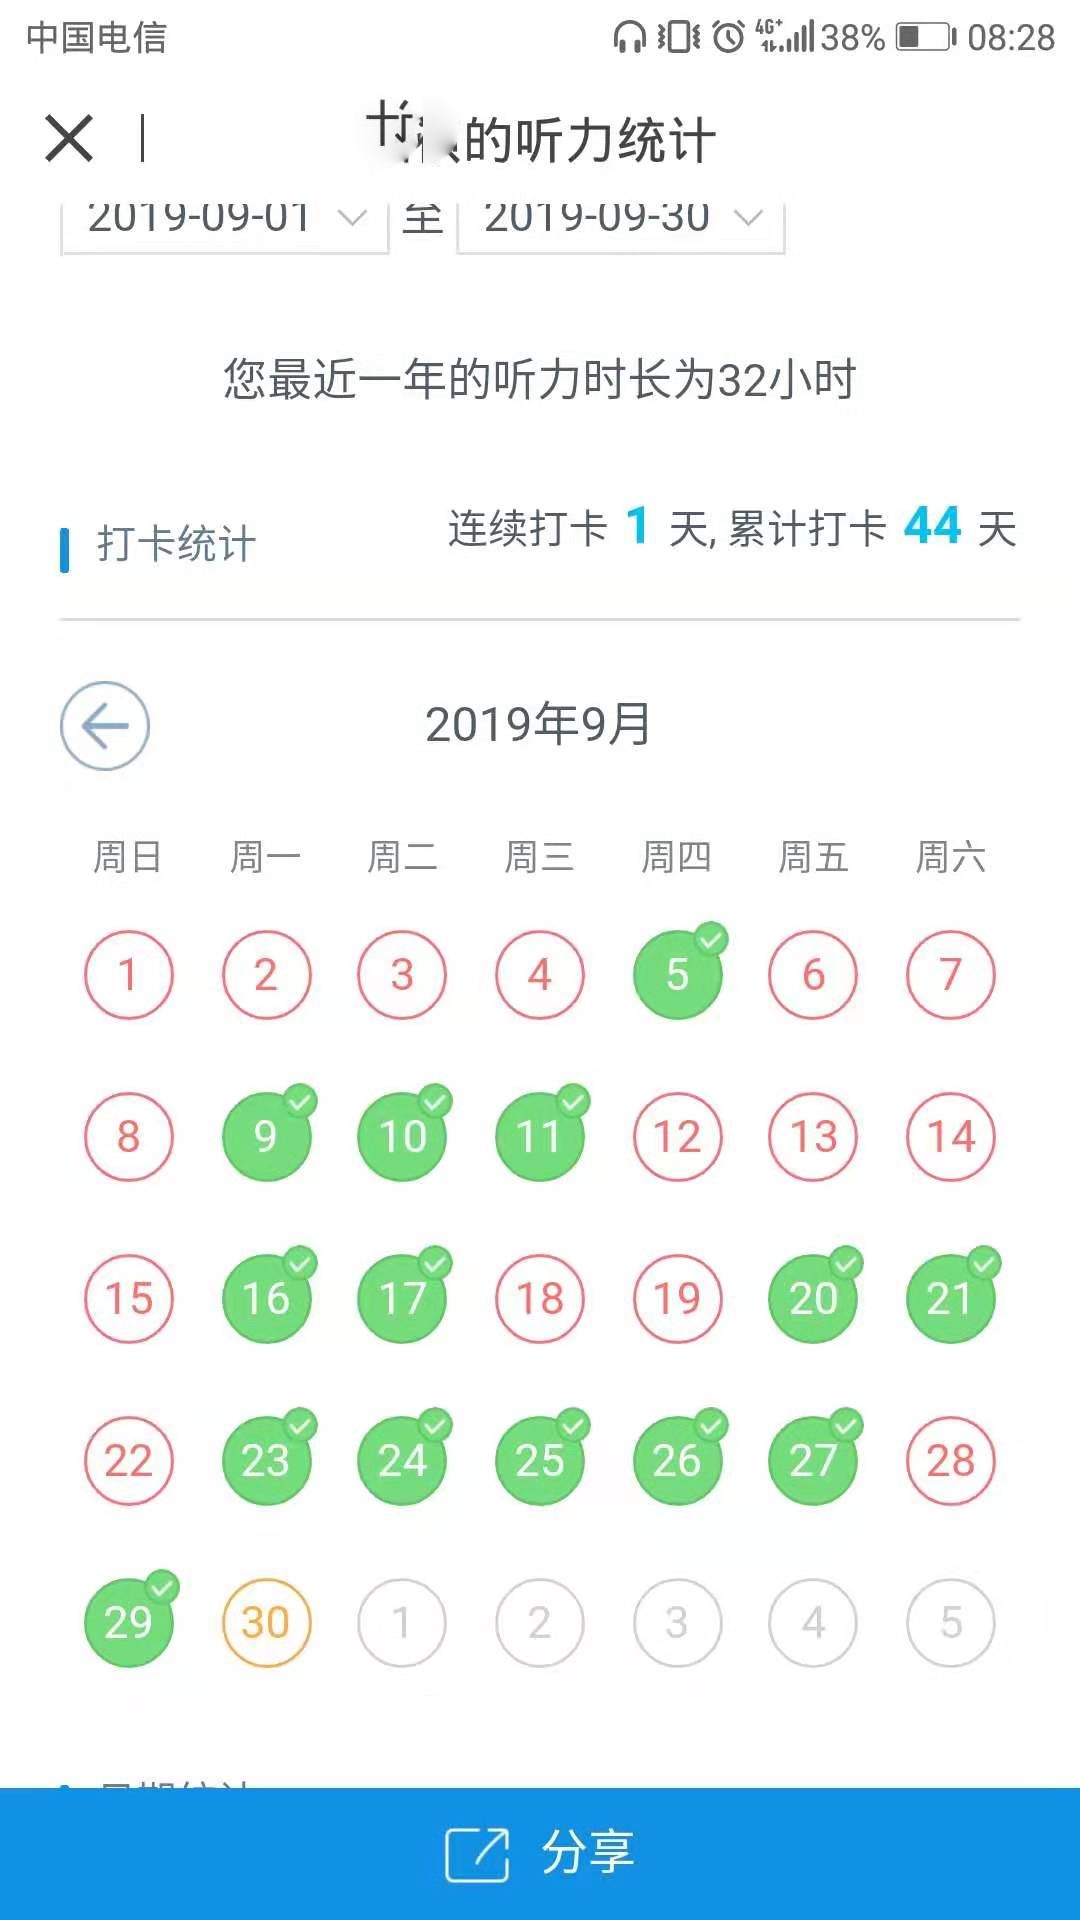 中国电信 4G+ 38% 08:28
的听力统计
2019-09-01 至 2019-09-30
您最近一年的听力时长为32小时
打卡统计 连续打卡 1 天, 累计打卡 44 天
2019年9月
周日 周一 周二 周三 周四 周五 周六
1 2 3 4 5 6 7
8 9 10 11 12 13 14
15 16 17 18 19 20 21
22 23 24 25 26 27 28
29 30 1 2 3 4 5
分享